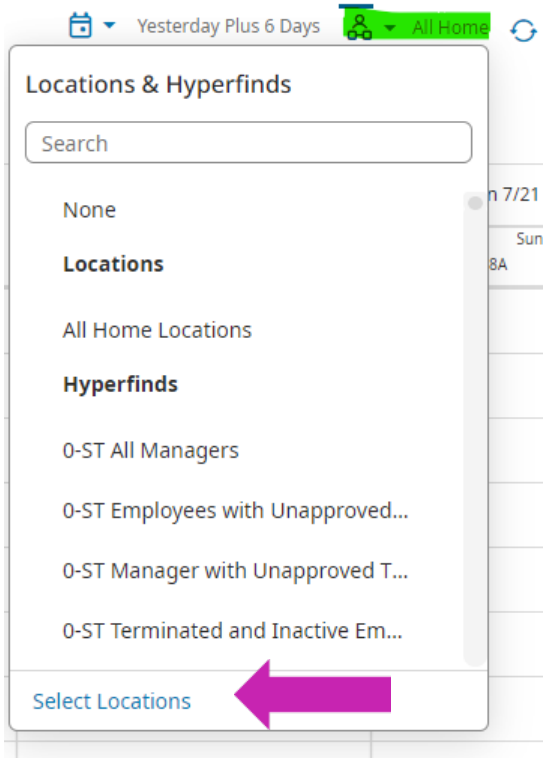 Yesterday Plus 6 Days All Home
Locations & Hyperfinds
Search
None
Locations
All Home Locations
Hyperfinds
0-ST All Managers
0-ST Employees with Unapproved...
0-ST Manager with Unapproved T...
0-ST Terminated and Inactive Em...
Select Locations
n 7/21
Sun
8A